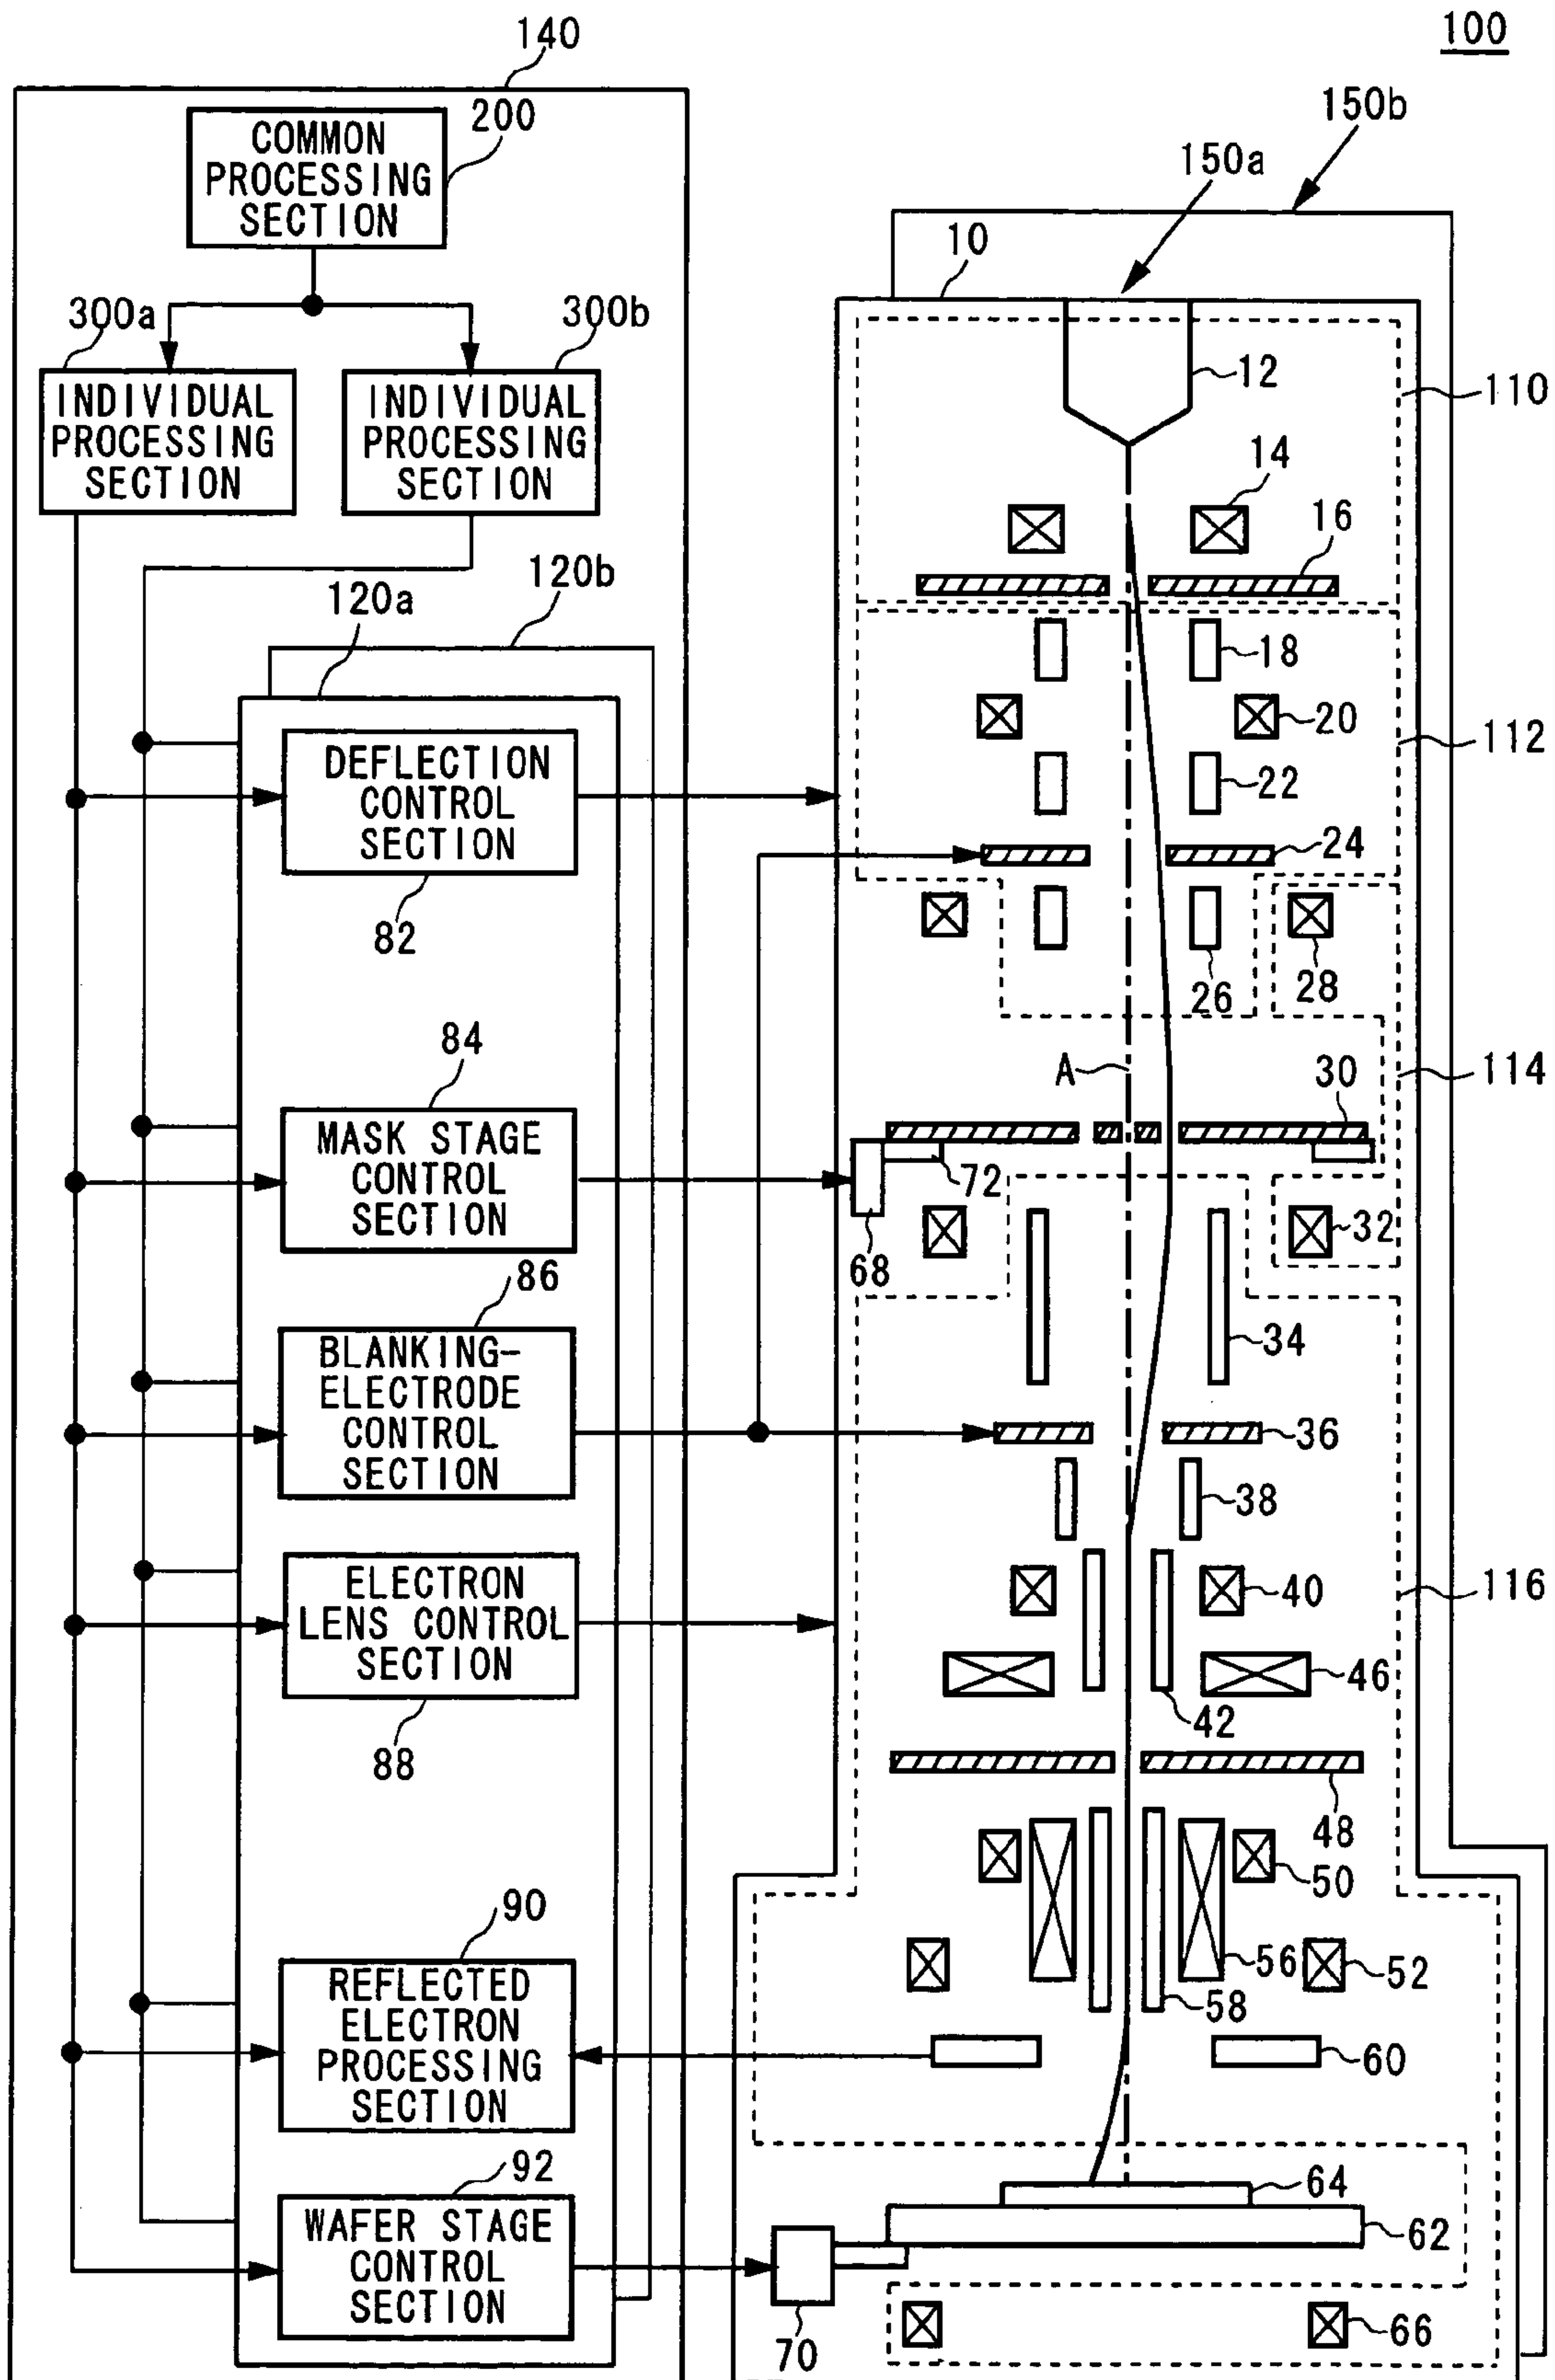 100
140
COMMON
PROCESSING
SECTION
200
150b
150a
10
300a
300b
INDIVIDUAL
PROCESSING
SECTION
INDIVIDUAL
PROCESSING
SECTION
12
110
14
16
120a
120b
18
20
112
22
24
DEFLECTION
CONTROL
SECTION
82
26
28
A
114
30
84
MASK STAGE
CONTROL
SECTION
72
68
32
86
BLANKING-
ELECTRODE
CONTROL
SECTION
34
36
38
ELECTRON
LENS CONTROL
SECTION
88
40
116
46
42
48
50
90
REFLECTED
ELECTRON
PROCESSING
SECTION
56
52
58
60
92
WAFER STAGE
CONTROL
SECTION
64
62
70
66